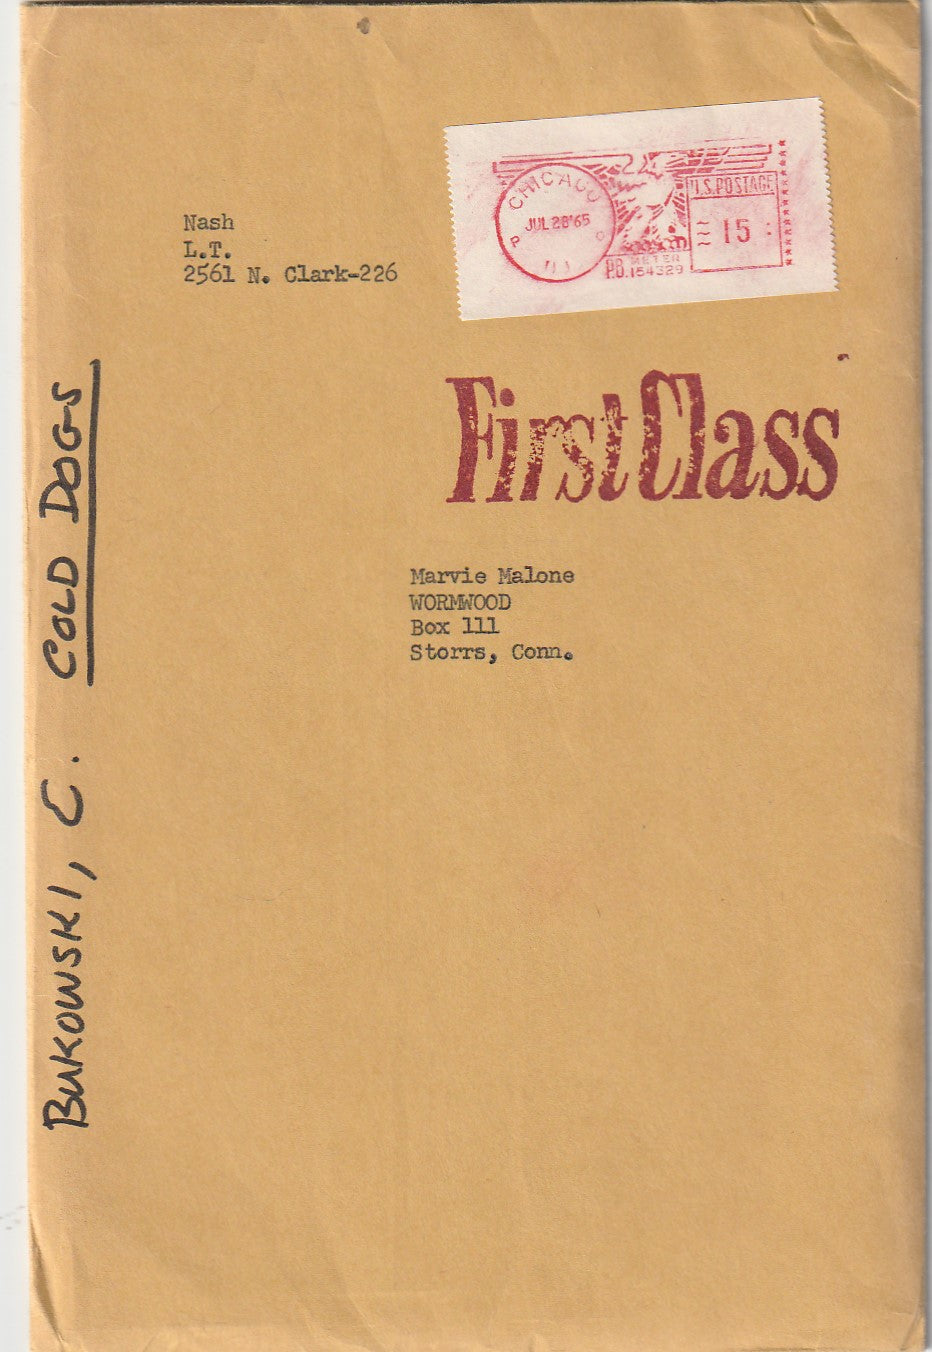 Nash
L.T.
2561 N. Clark-226
CHICAGO
JUL 28'65
P O
ILL
U.S. POSTAGE
15
P.B. METER
154329
First Class
Marvie Malone
WORMWOOD
Box 111
Storrs, Conn.
BUKOWSKI, C. COLD DOGS